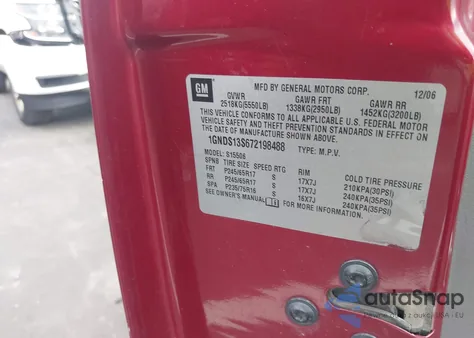 GM
MFD BY GENERAL MOTORS CORP. 12/06
GVWR GAWR FRT GAWR RR
2518KG(5550LB) 1338KG(2950LB) 1452KG(3200LB)
THIS VEHICLE CONFORMS TO ALL APPLICABLE U.S. FEDERAL MOTOR
VEHICLE SAFETY AND THEFT PREVENTION STANDARDS IN EFFECT ON
THE DATE OF MANUFACTURE SHOWN ABOVE.
1GNDS13S672198488 TYPE: M.P.V.
MODEL: S15506
TIRE SIZE SPEED RTG RIM COLD TIRE PRESSURE
FRT P245/65R17 S 17X7J 210KPA(30PSI)
RR P245/65R17 S 17X7J 240KPA(35PSI)
SPA P235/75R16 S 16X7J 240KPA(35PSI)
SEE OWNER'S MANUAL FOR MORE INFORMATION.
autoSnap